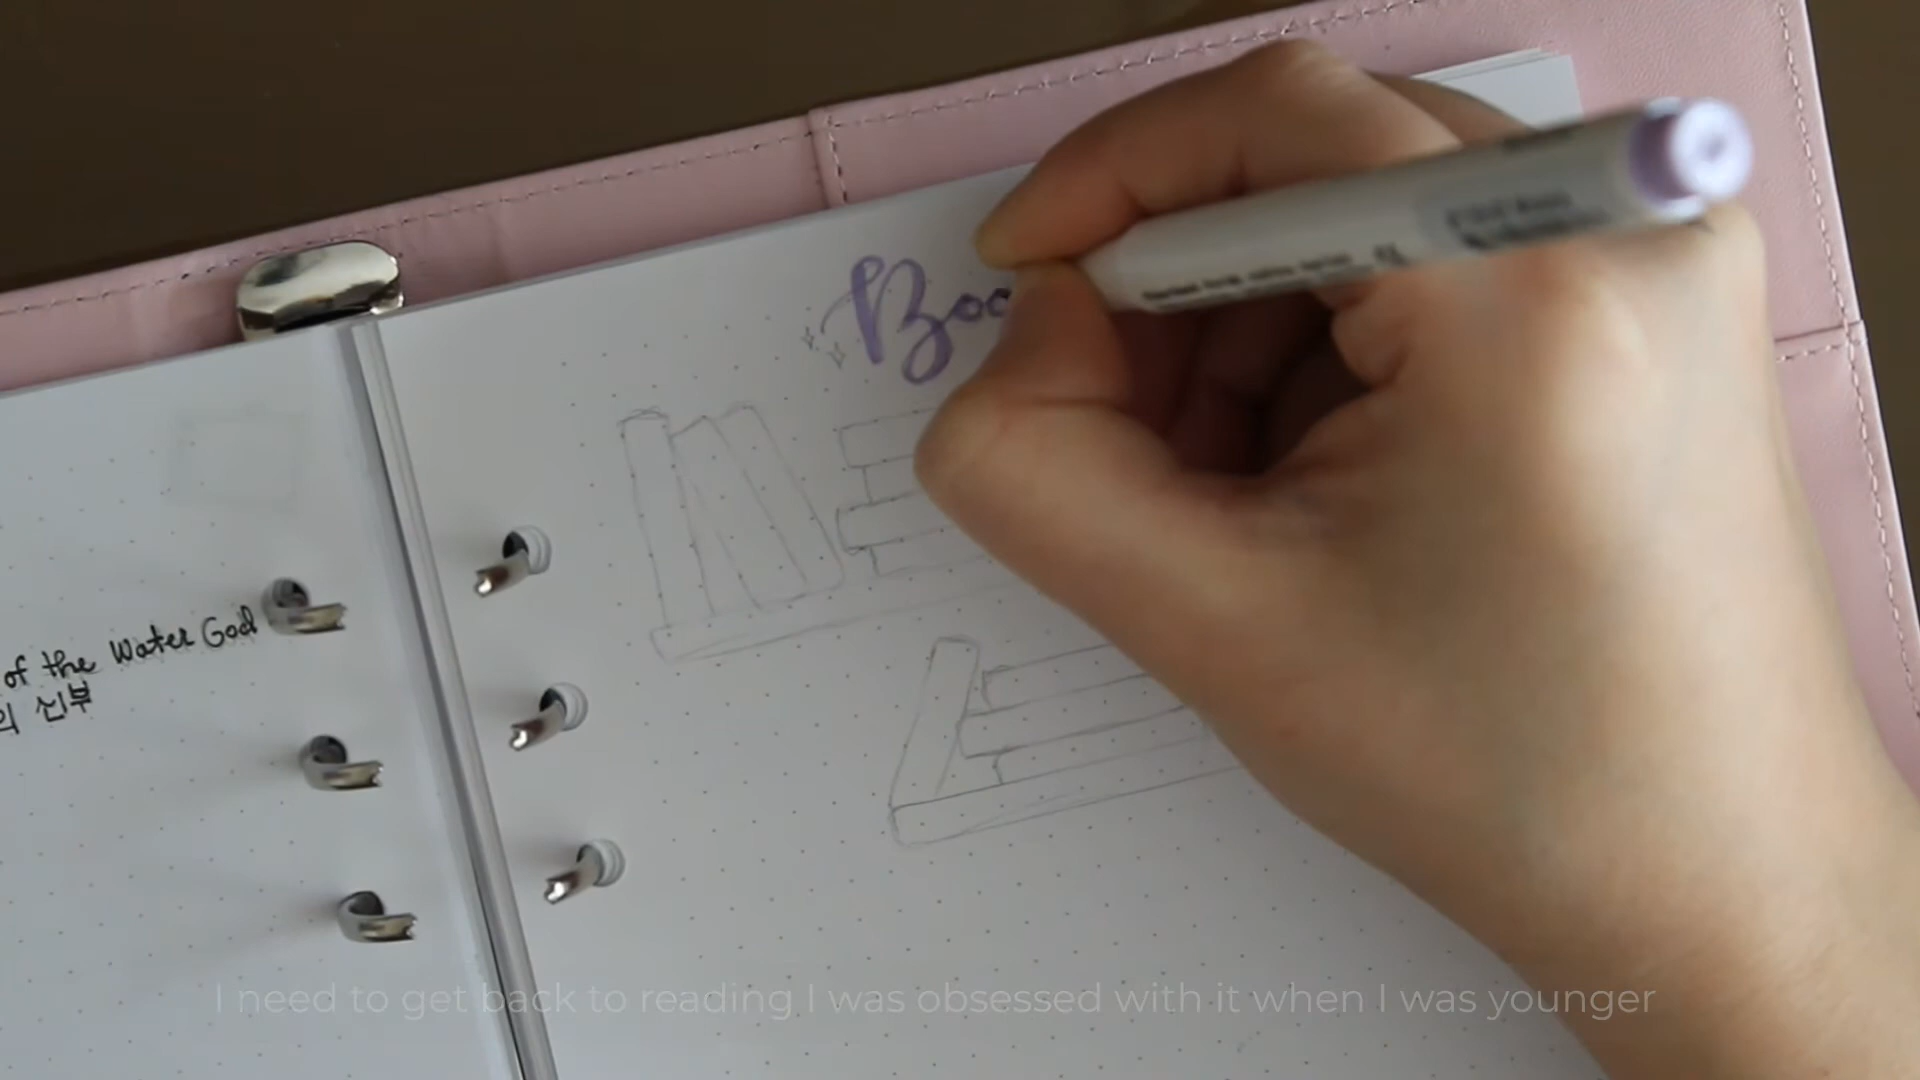 Boo
of the Water God
의 신부
I need to get back to reading I was obsessed with it when I was younger